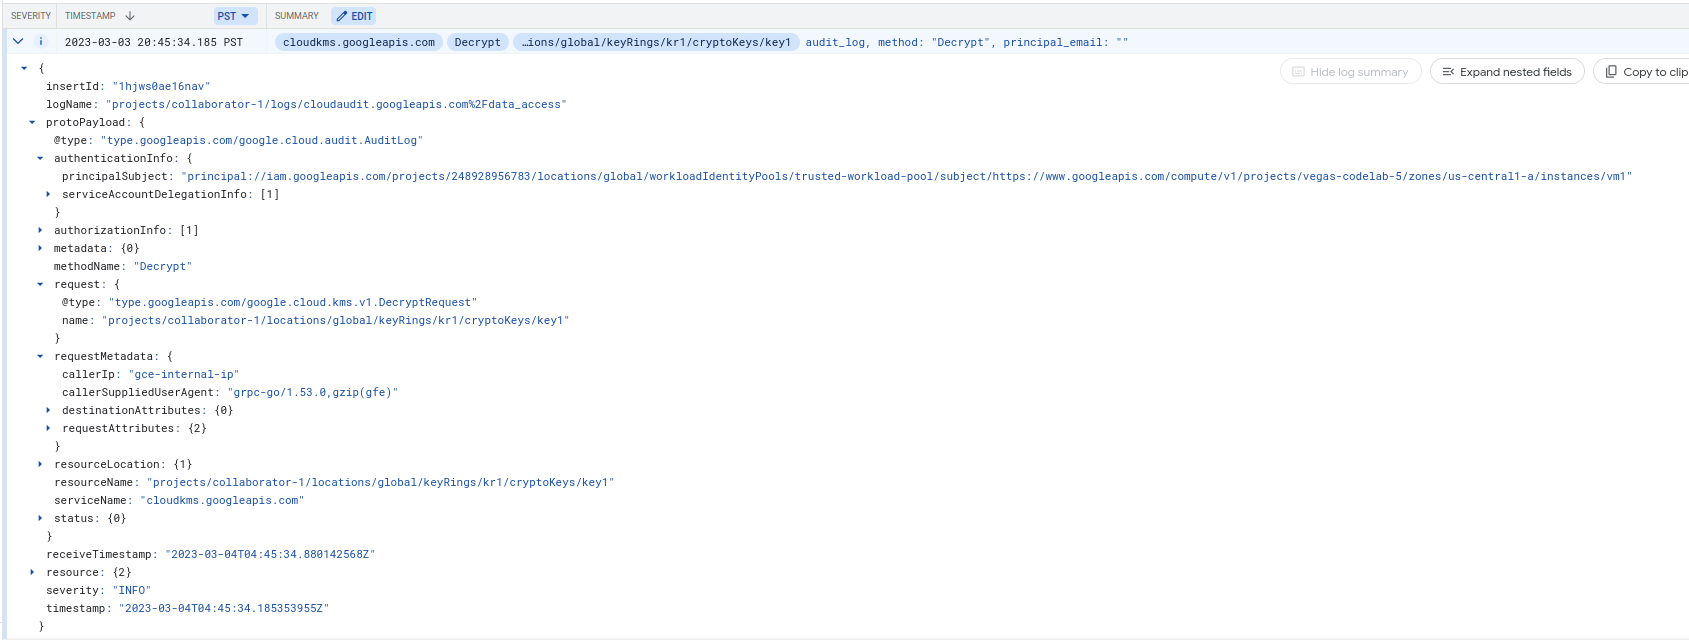 SEVERITY TIMESTAMP PST SUMMARY EDIT
2023-03-03 20:45:34.185 PST cloudkms.googleapis.com Decrypt …ions/global/keyRings/kr1/cryptoKeys/key1 audit_log, method: "Decrypt", principal_email: ""
{
Hide log summary Expand nested fields Copy to clip
insertId: "1hjws0ae16nav"
logName: "projects/collaborator-1/logs/cloudaudit.googleapis.com%2Fdata_access"
protoPayload: {
@type: "type.googleapis.com/google.cloud.audit.AuditLog"
authenticationInfo: {
principalSubject: "principal://iam.googleapis.com/projects/248928956783/locations/global/workloadIdentityPools/trusted-workload-pool/subject/https://www.googleapis.com/compute/v1/projects/vegas-codelab-5/zones/us-central1-a/instances/vm1"
serviceAccountDelegationInfo: [1]
}
authorizationInfo: [1]
metadata: {0}
methodName: "Decrypt"
request: {
@type: "type.googleapis.com/google.cloud.kms.v1.DecryptRequest"
name: "projects/collaborator-1/locations/global/keyRings/kr1/cryptoKeys/key1"
}
requestMetadata: {
callerIp: "gce-internal-ip"
callerSuppliedUserAgent: "grpc-go/1.53.0,gzip(gfe)"
destinationAttributes: {0}
requestAttributes: {2}
}
resourceLocation: {1}
resourceName: "projects/collaborator-1/locations/global/keyRings/kr1/cryptoKeys/key1"
serviceName: "cloudkms.googleapis.com"
status: {0}
}
receiveTimestamp: "2023-03-04T04:45:34.880142568Z"
resource: {2}
severity: "INFO"
timestamp: "2023-03-04T04:45:34.185353955Z"
}